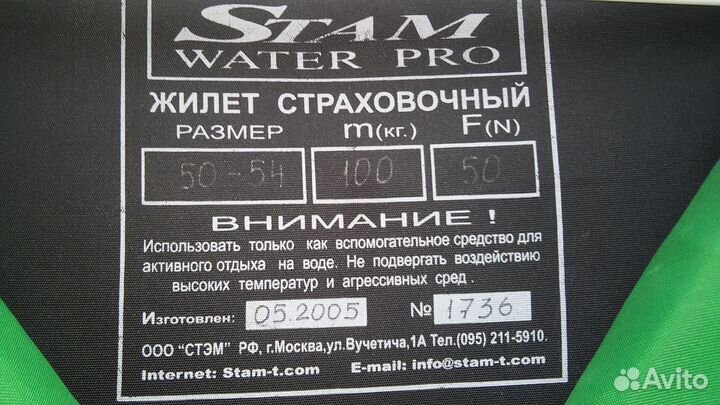 STAM
WATER PRO
ЖИЛЕТ СТРАХОВОЧНЫЙ
РАЗМЕР m(кг.) F(N)
50-54 100 50
ВНИМАНИЕ !
Использовать только как вспомогательное средство для
активного отдыха на воде. Не подвергать воздействию
высоких температур и агрессивных сред .
Изготовлен: 05.2005 № 1736
ООО "СТЭМ" РФ, г.Москва,ул.Вучетича,1А Тел.(095) 211-5910.
Internet: Stam-t.com E-mail: info@stam-t.com
Avito